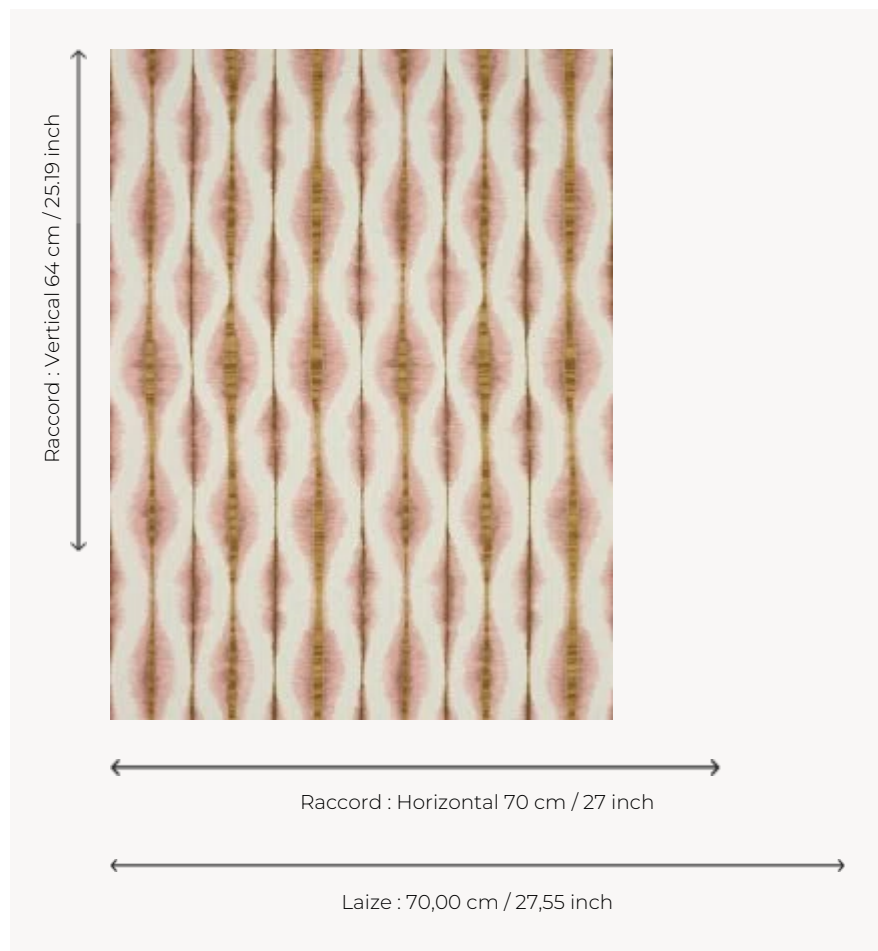 Raccord : Vertical 64 cm / 25.19 inch
Raccord : Horizontal 70 cm / 27 inch
Laize : 70,00 cm / 27,55 inch